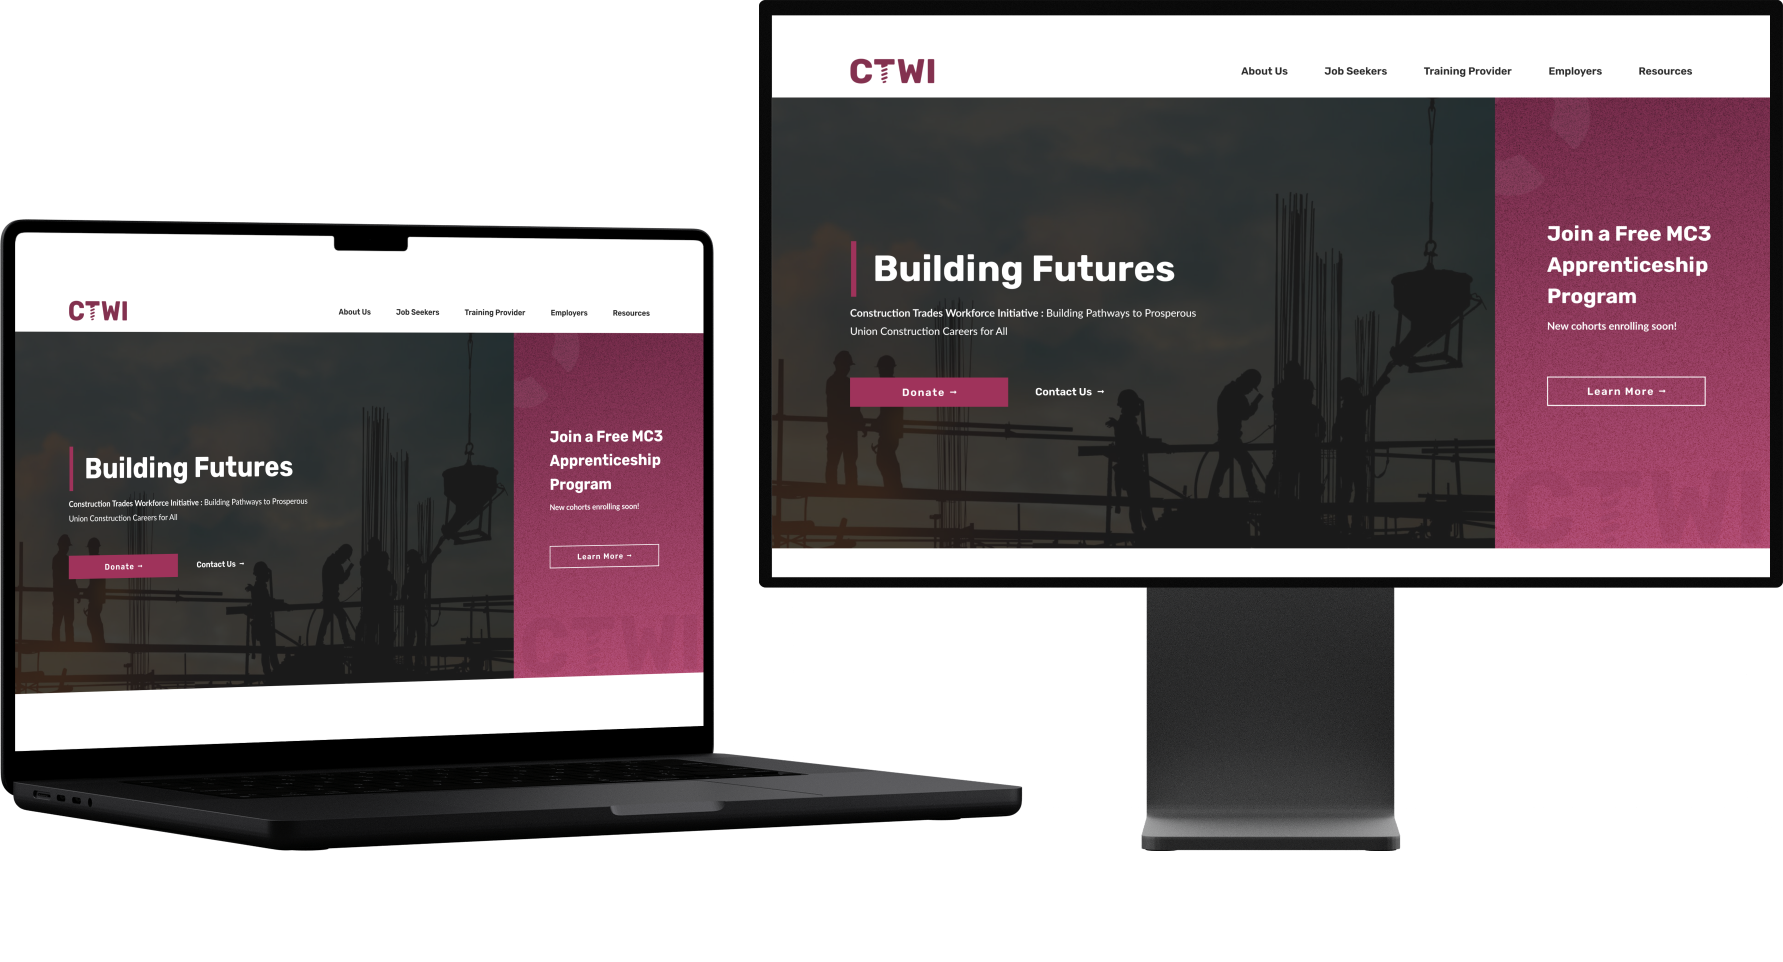 CTWI
About Us
Job Seekers
Training Provider
Employers
Resources
Building Futures
Construction Trades Workforce Initiative : Building Pathways to Prosperous
Union Construction Careers for All
Donate →
Contact Us →
Join a Free MC3
Apprenticeship
Program
New cohorts enrolling soon!
Learn More →
CTWI
CTWI
About Us
Job Seekers
Training Provider
Employers
Resources
Building Futures
Construction Trades Workforce Initiative : Building Pathways to Prosperous
Union Construction Careers for All
Donate →
Contact Us →
Join a Free MC3
Apprenticeship
Program
New cohorts enrolling soon!
Learn More →
CTWI